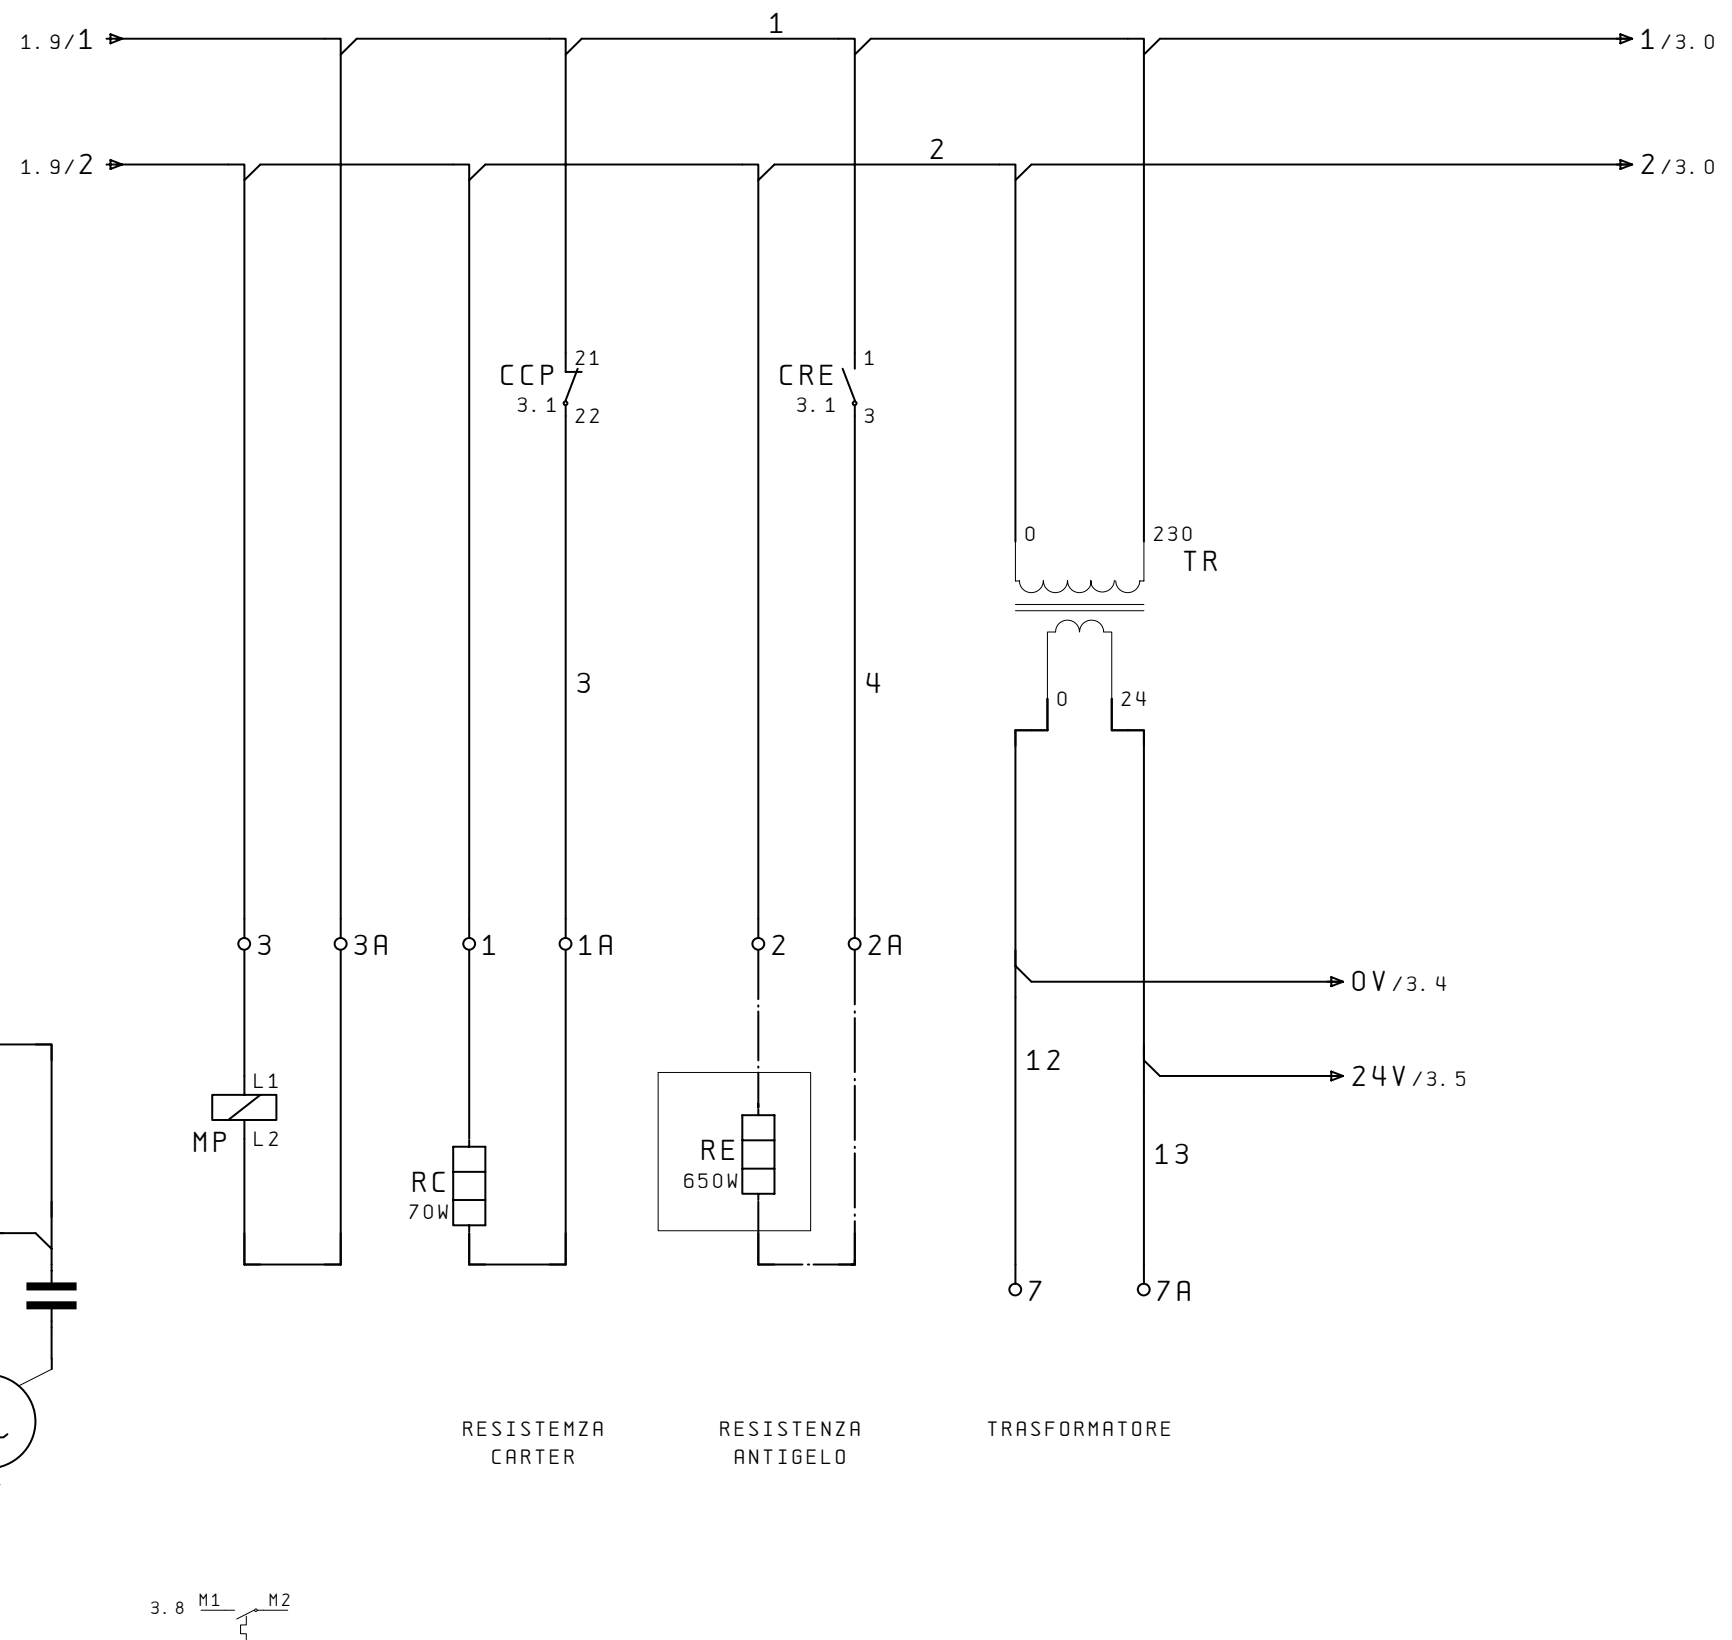 1
1.9/1
1/3.0
2
1.9/2
2/3.0
21
1
CCP
CRE
3.1
3.1
22
3
0
230
TR
3
4
0
24
3
3A
1
1A
2
2A
0V/3.4
12
24V/3.5
L1
MP
L2
RE
650W
13
RC
70W
7
7A
RESISTEMZA
CARTER
RESISTENZA
ANTIGELO
TRASFORMATORE
3.8 M1 M2